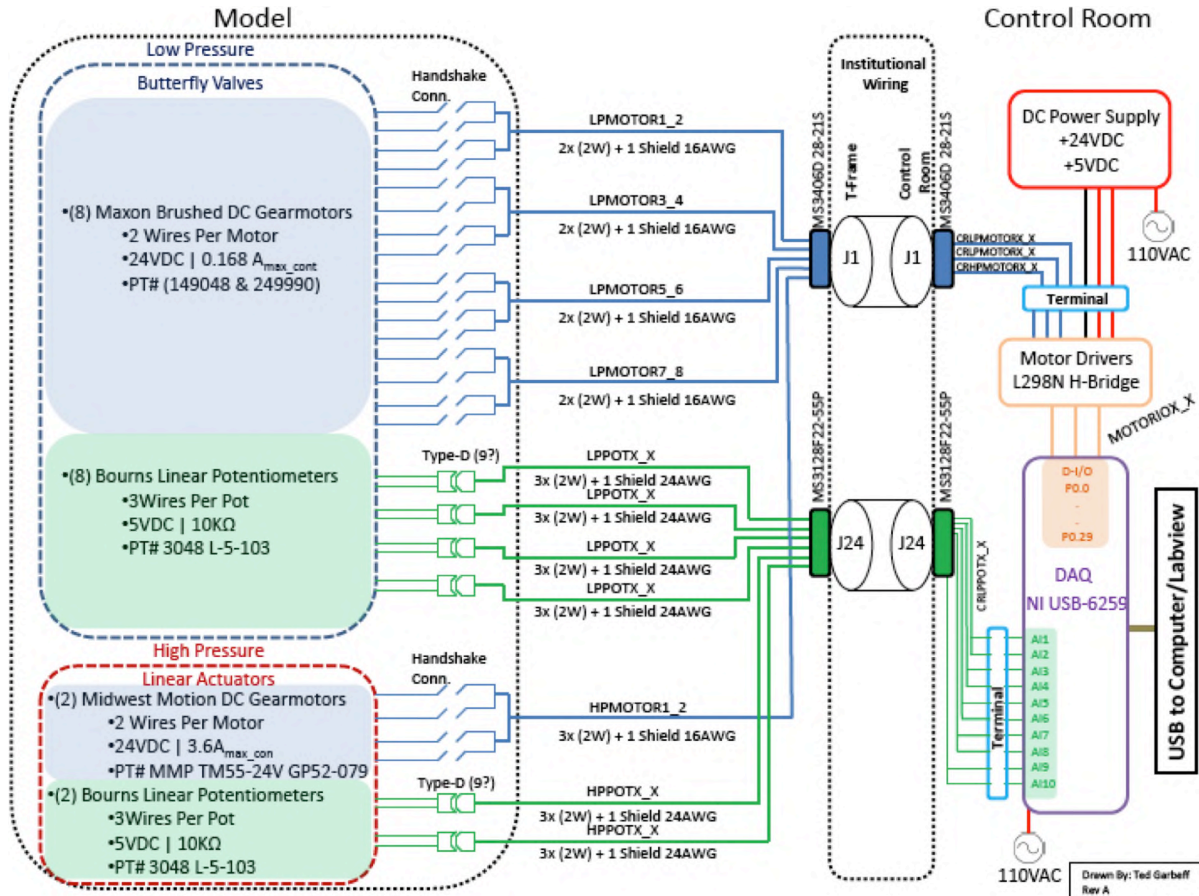 Model
Control Room
Low Pressure
Butterfly Valves
Handshake
Conn.
•(8) Maxon Brushed DC Gearmotors
•2 Wires Per Motor
•24VDC | 0.168 Amax_cont
•PT# (149048 & 249990)
LPMOTOR1_2
2x (2W) + 1 Shield 16AWG
LPMOTOR3_4
2x (2W) + 1 Shield 16AWG
LPMOTOR5_6
2x (2W) + 1 Shield 16AWG
LPMOTOR7_8
2x (2W) + 1 Shield 16AWG
•(8) Bourns Linear Potentiometers
•3Wires Per Pot
•5VDC | 10KΩ
•PT# 3048 L-5-103
Type-D (9?)
LPPOTX_X
3x (2W) + 1 Shield 24AWG
LPPOTX_X
3x (2W) + 1 Shield 24AWG
LPPOTX_X
3x (2W) + 1 Shield 24AWG
LPPOTX_X
3x (2W) + 1 Shield 24AWG
High Pressure
Linear Actuators
•(2) Midwest Motion DC Gearmotors
•2 Wires Per Motor
•24VDC | 3.6Amax_con
•PT# MMP TM55-24V GP52-079
Handshake
Conn.
HPMOTOR1_2
3x (2W) + 1 Shield 16AWG
•(2) Bourns Linear Potentiometers
•3Wires Per Pot
•5VDC | 10KΩ
•PT# 3048 L-5-103
Type-D (9?)
HPPOTX_X
3x (2W) + 1 Shield 24AWG
HPPOTX_X
3x (2W) + 1 Shield 24AWG
Institutional
Wiring
T-Frame
Control
Room
MS3406D 28-21S
MS3406D 28-21S
J1
J1
MS3128F22-55P
MS3128F22-55P
J24
J24
CRLPMOTORX_X
CRLPMOTORX_X
CRHPMOTORX_X
CRLPPOTX_X
DC Power Supply
+24VDC
+5VDC
110VAC
Terminal
Motor Drivers
L298N H-Bridge
MOTORIOX_X
D-I/O
P0.0
.
.
P0.29
DAQ
NI USB-6259
AI1
AI2
AI3
AI4
AI5
AI6
AI7
AI8
AI9
AI10
Terminal
USB to Computer/Labview
110VAC
Drawn By: Ted Garbeff
Rev A